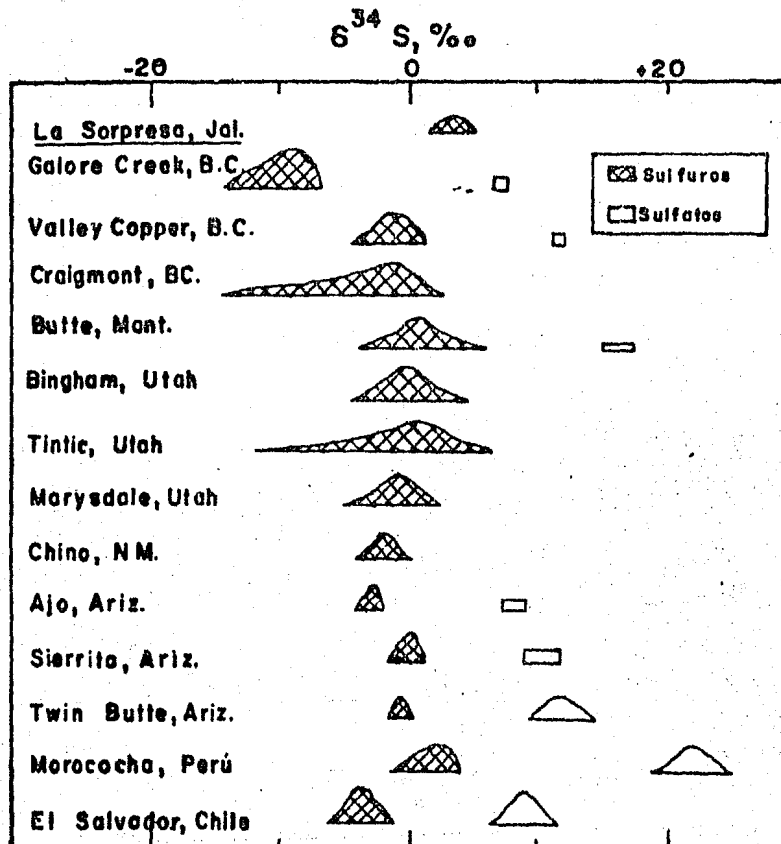 δ³⁴ S, ‰
-20 0 +20
La Sorpresa, Jal.
Galore Creek, B.C.
Sulfuros
Sulfatos
Valley Copper, B.C.
Craigmont, BC.
Butte, Mont.
Bingham, Utah
Tintic, Utah
Marysdale, Utah
Chino, NM.
Ajo, Ariz.
Sierrita, Ariz.
Twin Butte, Ariz.
Morococha, Perú
El Salvador, Chile